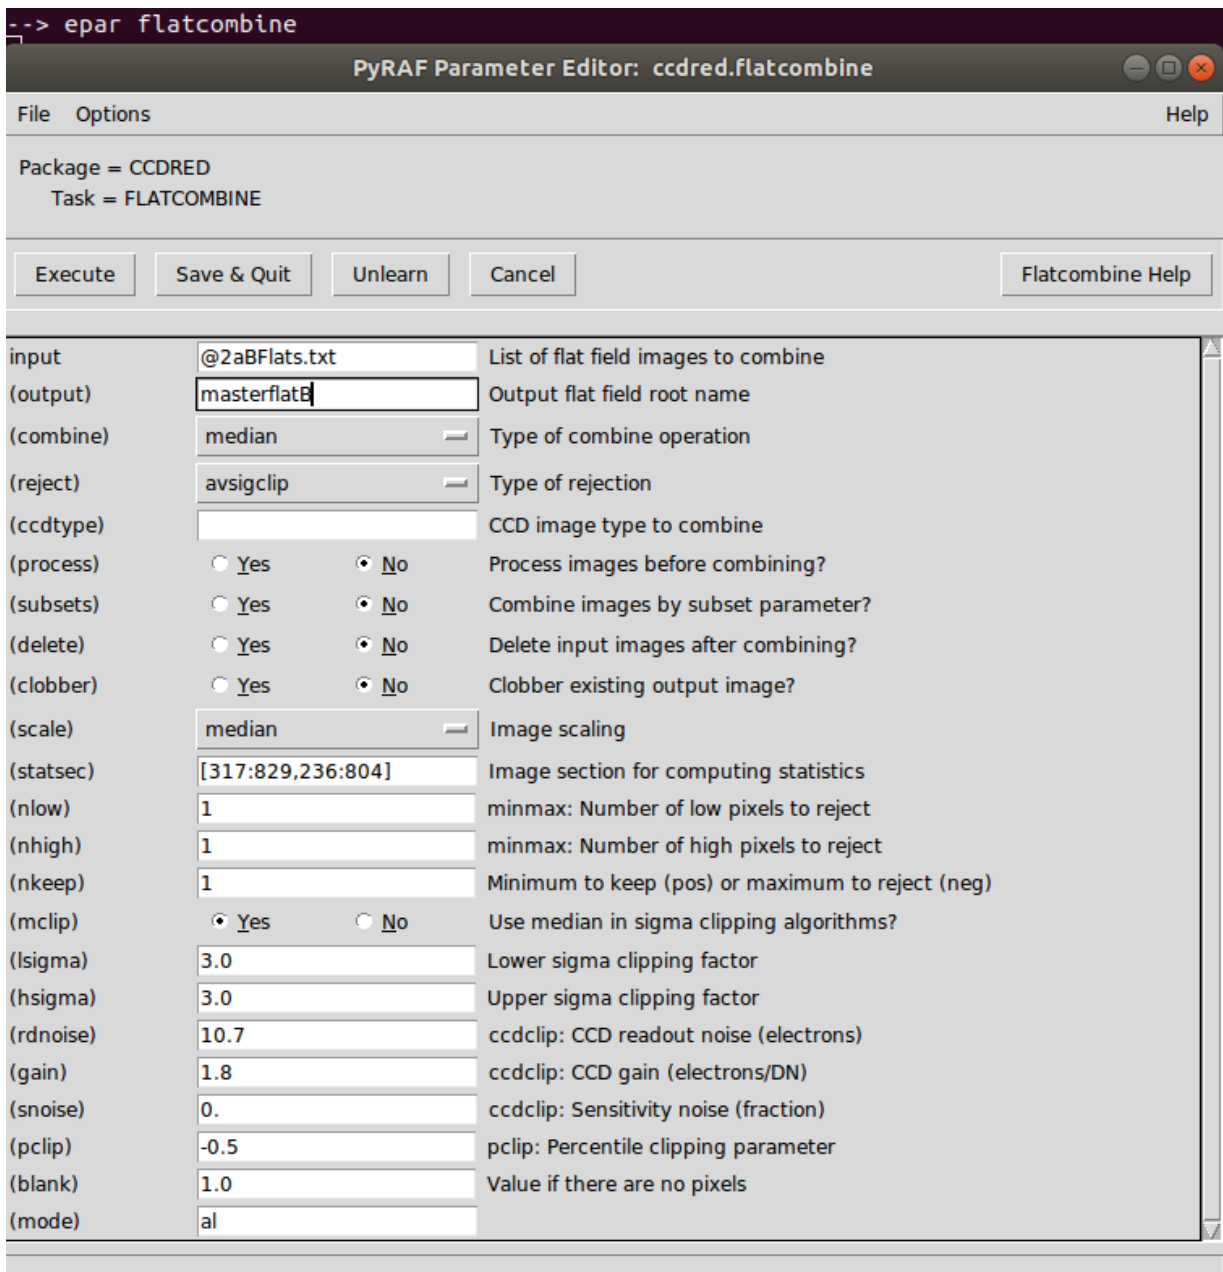 --> epar flatcombine
PyRAF Parameter Editor: ccdred.flatcombine
File Options Help
Package = CCDRED
Task = FLATCOMBINE
Execute Save & Quit Unlearn Cancel Flatcombine Help
input @2aBFlats.txt List of flat field images to combine
(output) masterflatB Output flat field root name
(combine) median Type of combine operation
(reject) avsigclip Type of rejection
(ccdtype) CCD image type to combine
(process) Yes No Process images before combining?
(subsets) Yes No Combine images by subset parameter?
(delete) Yes No Delete input images after combining?
(clobber) Yes No Clobber existing output image?
(scale) median Image scaling
(statsec) [317:829,236:804] Image section for computing statistics
(nlow) 1 minmax: Number of low pixels to reject
(nhigh) 1 minmax: Number of high pixels to reject
(nkeep) 1 Minimum to keep (pos) or maximum to reject (neg)
(mclip) Yes No Use median in sigma clipping algorithms?
(lsigma) 3.0 Lower sigma clipping factor
(hsigma) 3.0 Upper sigma clipping factor
(rdnoise) 10.7 ccdclip: CCD readout noise (electrons)
(gain) 1.8 ccdclip: CCD gain (electrons/DN)
(snoise) 0. ccdclip: Sensitivity noise (fraction)
(pclip) -0.5 pclip: Percentile clipping parameter
(blank) 1.0 Value if there are no pixels
(mode) al